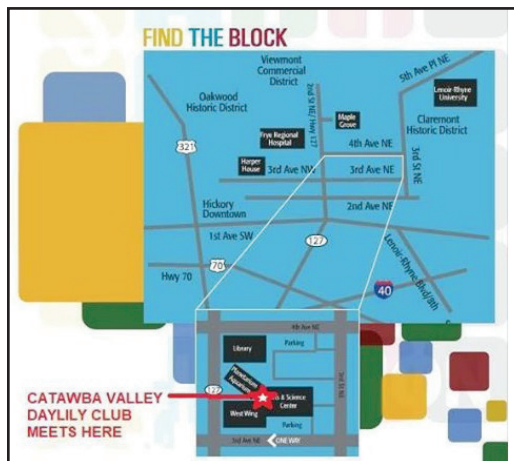 FIND THE BLOCK
Viewmont
Commercial
District
5th Ave Pl NE
Oakwood
Historic District
2nd St NE/Hwy 127
Maple
Grove
Lenoir-Rhyne
University
Claremont
Historic District
321
Frye Regional
Hospital
4th Ave NE
3rd St NE
Harper
House
3rd Ave NW
3rd Ave NE
Hickory
Downtown
2nd Ave NE
1st Ave SW
127
Lenoir-Rhyne Blvd/8th
Hwy 70
70
40
4th Ave NE
Parking
Library
Planetarium
Aquarium
3rd St NE
127
& Science
Center
West Wing
Parking
3rd Ave NE
ONE WAY
CATAWBA VALLEY
DAYLILY CLUB
MEETS HERE